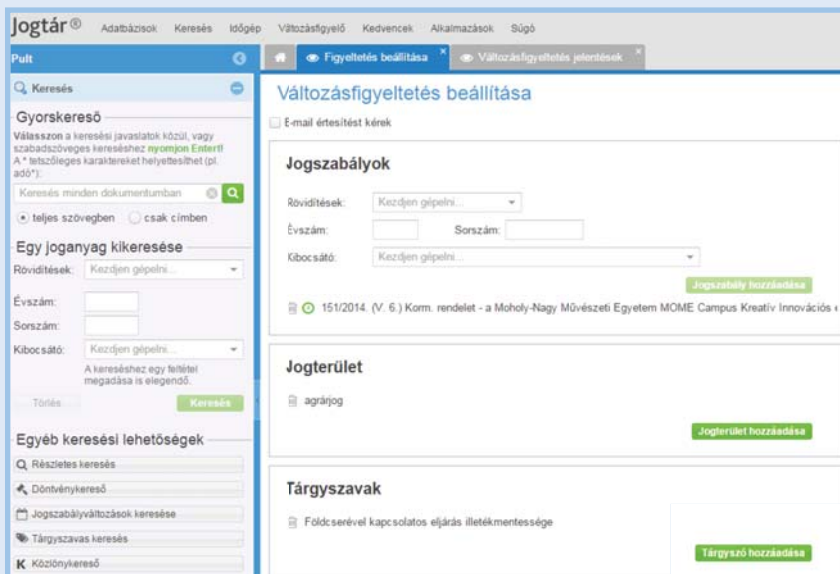 Jogtár® Adatbázisok Keresés Időgép Változásfigyelő Kedvencek Alkalmazások Súgó
Pult
Keresés
Gyorskereső
Válasszon a keresési javaslatok közül, vagy
szabadszöveges kereséshez nyomjon Entert!
A * tetszőleges karaktereket helyettesíthet (pl.
adó*):
Keresés minden dokumentumban
teljes szövegben csak címben
Egy joganyag kikeresése
Rövidítések: Kezdjen gépelni...
Évszám:
Sorszám:
Kibocsátó: Kezdjen gépelni...
A kereséshez egy feltétel
megadása is elegendő.
Törlés Keresés
Egyéb keresési lehetőségek
Részletes keresés
Döntvénykereső
Jogszabályváltozások keresése
Tárgyszavas keresés
Közlönykereső
Figyeltetés beállítása × Változásfigyeltetés jelentések ×
Változásfigyeltetés beállítása
E-mail értesítést kérek
Jogszabályok
Rövidítések: Kezdjen gépelni...
Évszám: Sorszám:
Kibocsátó: Kezdjen gépelni...
Jogszabály hozzáadása
151/2014. (V. 6.) Korm. rendelet - a Moholy-Nagy Művészeti Egyetem MOME Campus Kreatív Innovációs
Jogterület
agrárjog
Jogterület hozzáadása
Tárgyszavak
Földcserével kapcsolatos eljárás illetékmentessége
Tárgyszó hozzáadása